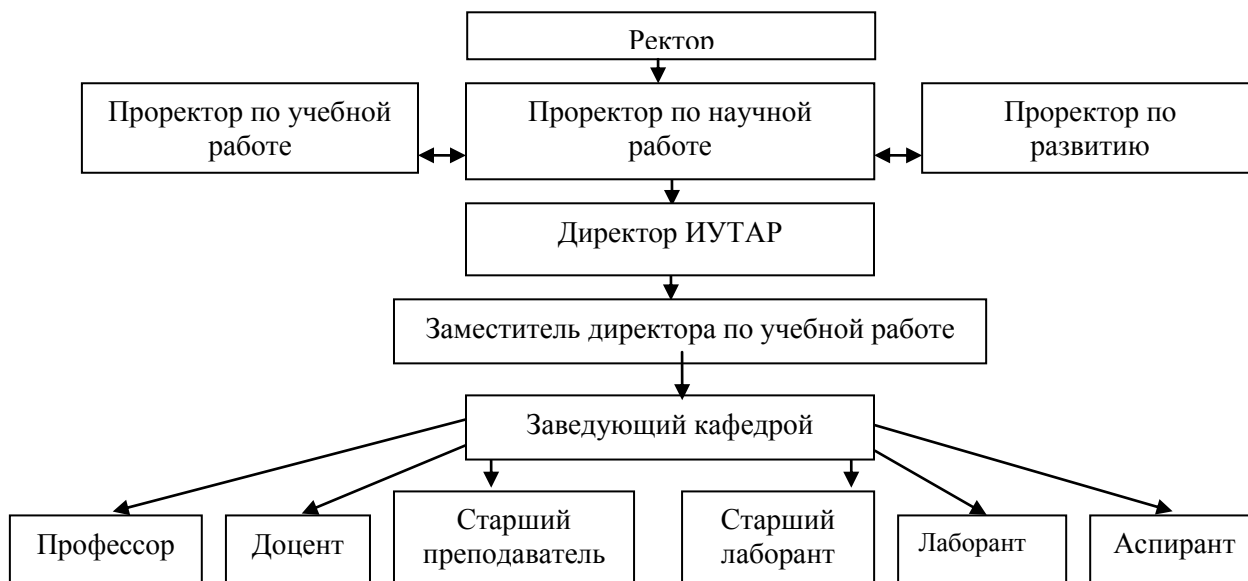 Ректор
Проректор по учебной
работе
Проректор по научной
работе
Проректор по
развитию
Директор ИУТАР
Заместитель директора по учебной работе
Заведующий кафедрой
Профессор
Доцент
Старший
преподаватель
Старший
лаборант
Лаборант
Аспирант